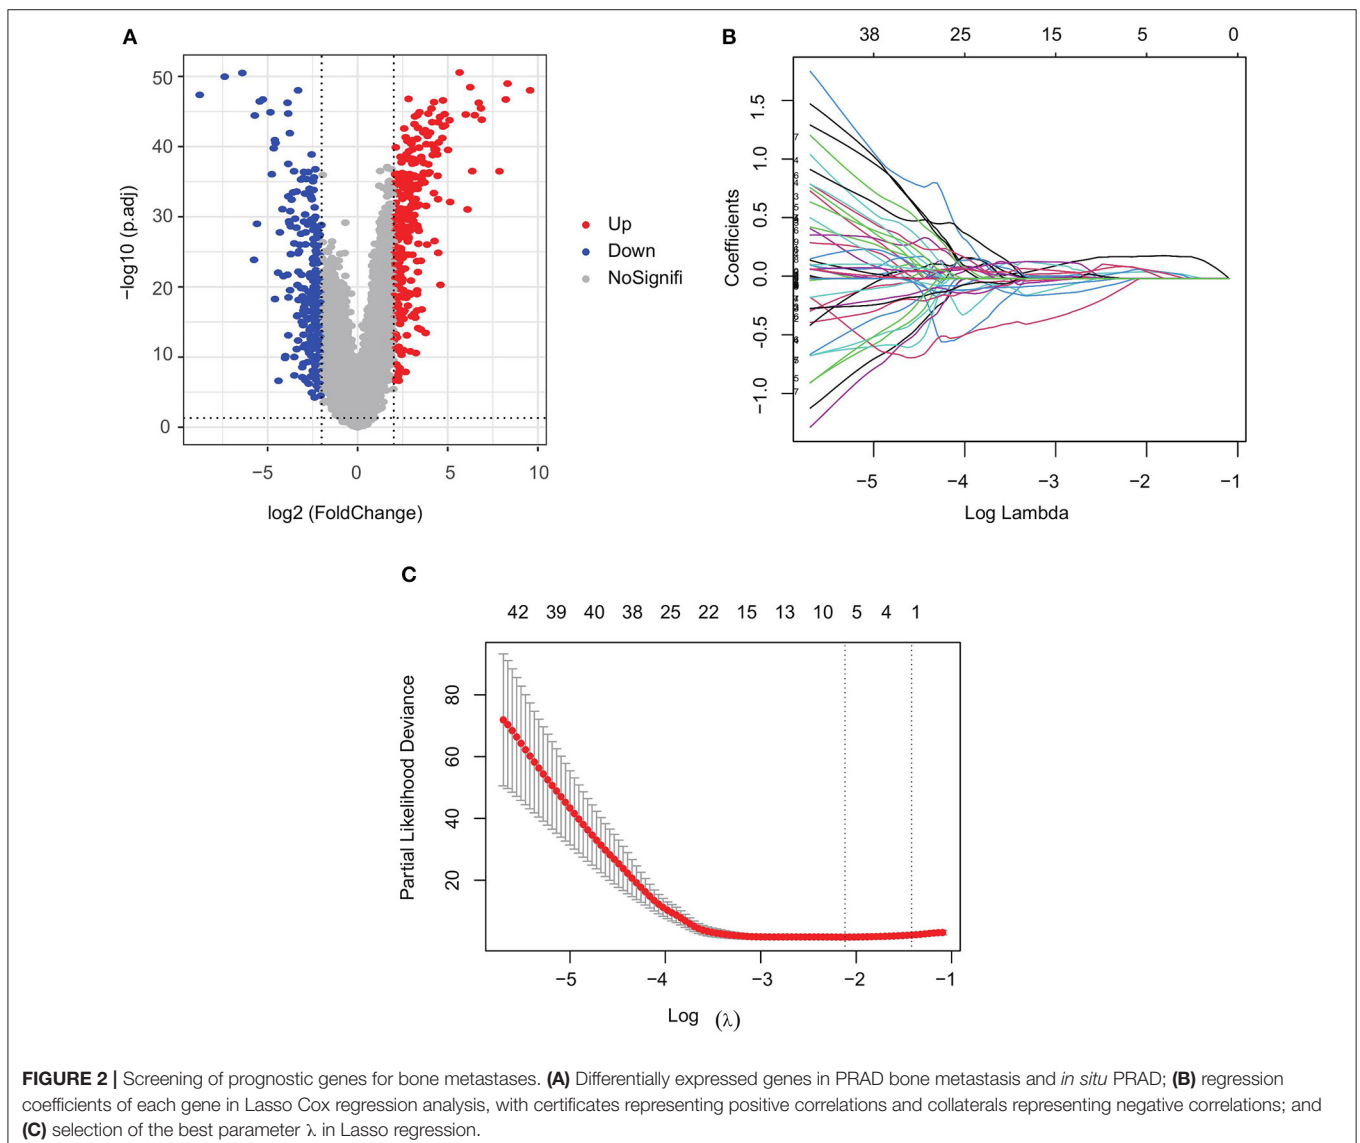 A
50
40
30
20
10
0
−log10 (p.adj)
−5
0
5
10
log2 (FoldChange)
Up
Down
NoSignifi
B
38
25
15
5
0
1.5
1.0
0.5
0.0
−0.5
−1.0
Coefficients
−5
−4
−3
−2
−1
Log Lambda
C
42 39 40 38 25 22 15 13 10 5 4 1
80
60
40
20
Partial Likelihood Deviance
−5
−4
−3
−2
−1
Log (λ)
FIGURE 2 | Screening of prognostic genes for bone metastases. (A) Differentially expressed genes in PRAD bone metastasis and in situ PRAD; (B) regression
coefficients of each gene in Lasso Cox regression analysis, with certificates representing positive correlations and collaterals representing negative correlations; and
(C) selection of the best parameter λ in Lasso regression.